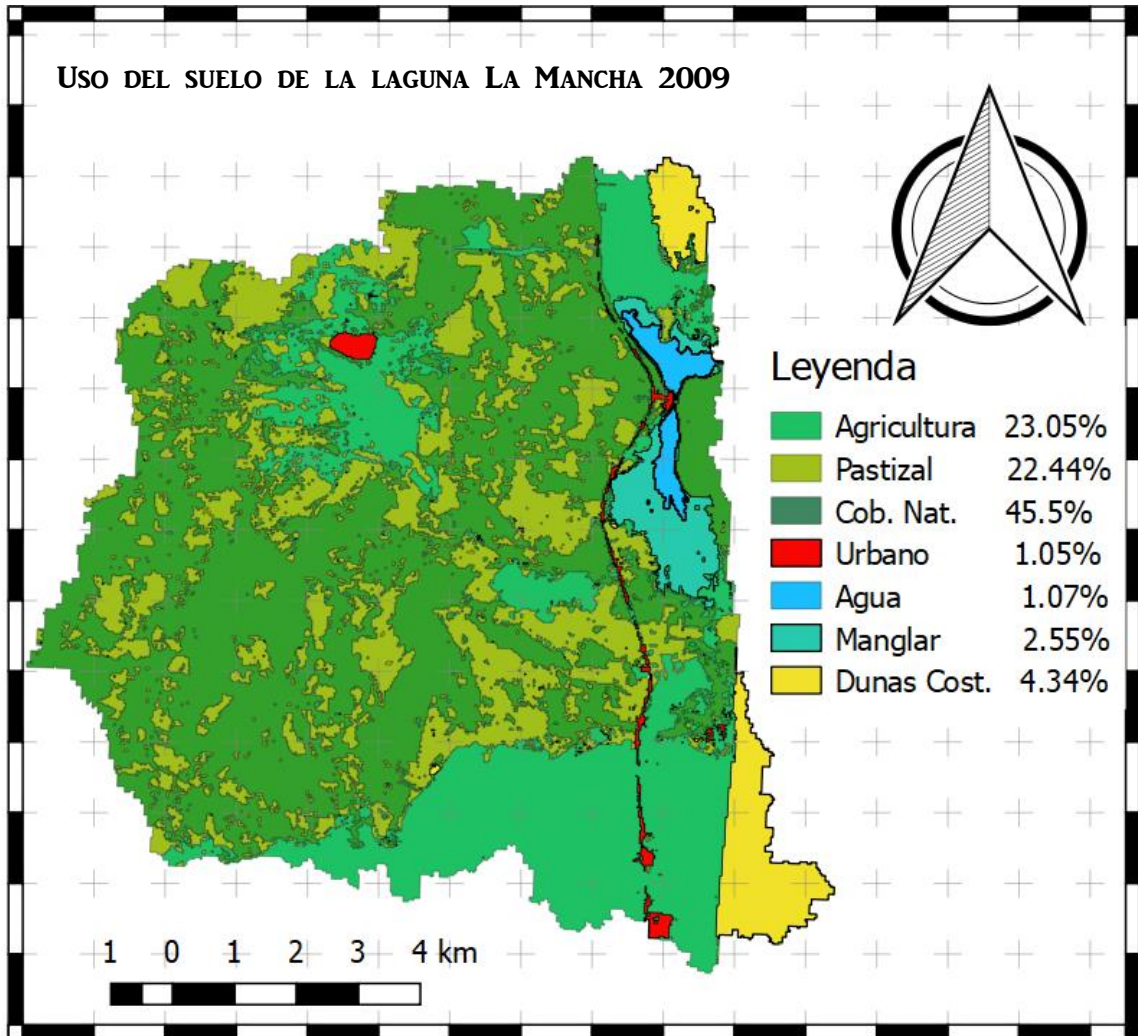 Uso del suelo de la laguna La Mancha 2009
Leyenda
Agricultura 23.05%
Pastizal 22.44%
Cob. Nat. 45.5%
Urbano 1.05%
Agua 1.07%
Manglar 2.55%
Dunas Cost. 4.34%
1 0 1 2 3 4 km